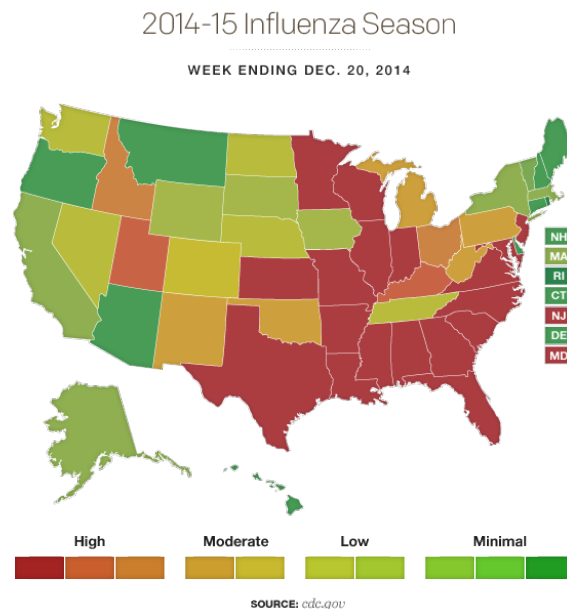 2014-15 Influenza Season
WEEK ENDING DEC. 20, 2014
NH
MA
RI
CT
NJ
DE
MD
High Moderate Low Minimal
SOURCE: cdc.gov